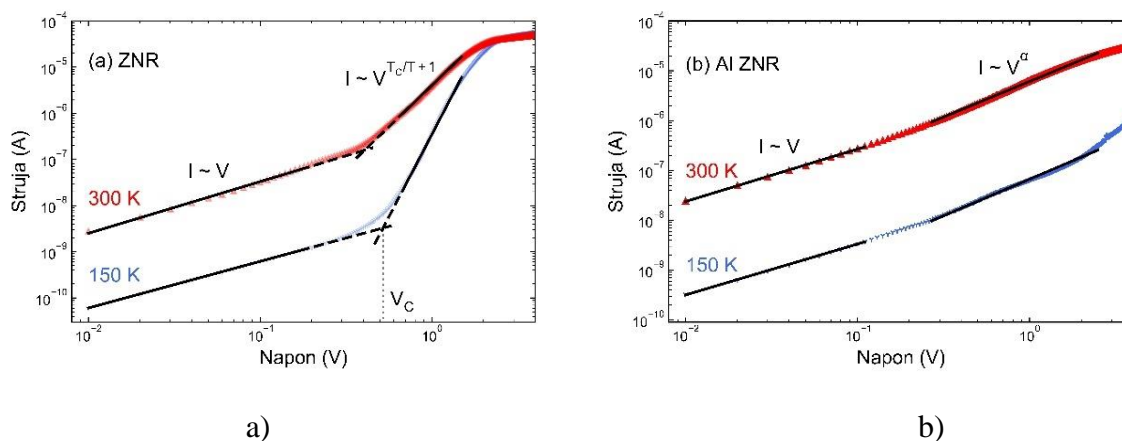 (a) ZNR
I ~ V^{T_C/T + 1}
I ~ V
300 K
150 K
V_C
Struja (A)
10^{-4}
10^{-5}
10^{-6}
10^{-7}
10^{-8}
10^{-9}
10^{-10}
10^{-2}
10^{-1}
10^{0}
Napon (V)
(b) Al ZNR
I ~ V^α
I ~ V
300 K
150 K
Struja (A)
10^{-4}
10^{-5}
10^{-6}
10^{-7}
10^{-8}
10^{-9}
10^{-10}
10^{-2}
10^{-1}
10^{0}
Napon (V)
a)
b)